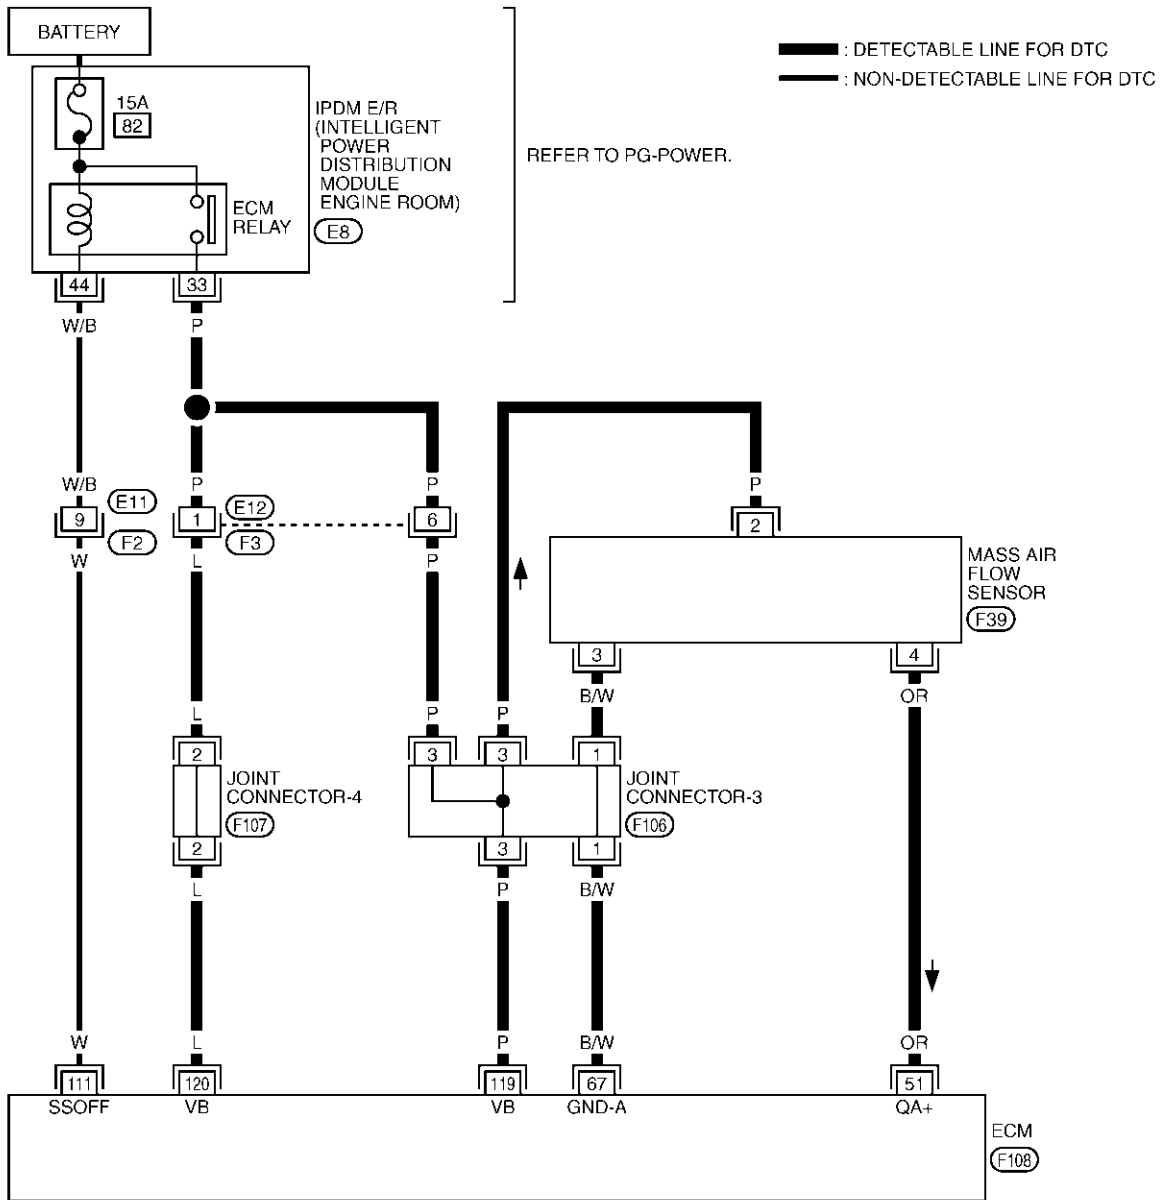 BATTERY
: DETECTABLE LINE FOR DTC
: NON-DETECTABLE LINE FOR DTC
15A
82
IPDM E/R
(INTELLIGENT
POWER
DISTRIBUTION
MODULE
ENGINE ROOM)
E8
REFER TO PG-POWER.
ECM
RELAY
44
33
W/B
P
W/B
P
P
P
9
E11
F2
1
E12
F3
6
2
W
L
P
MASS AIR
FLOW
SENSOR
F39
3
4
B/W
OR
L
P
P
2
3
3
1
JOINT
CONNECTOR-4
F107
JOINT
CONNECTOR-3
F106
2
3
1
L
P
B/W
W
L
P
B/W
OR
111
120
119
67
51
SSOFF
VB
VB
GND-A
QA+
ECM
F108